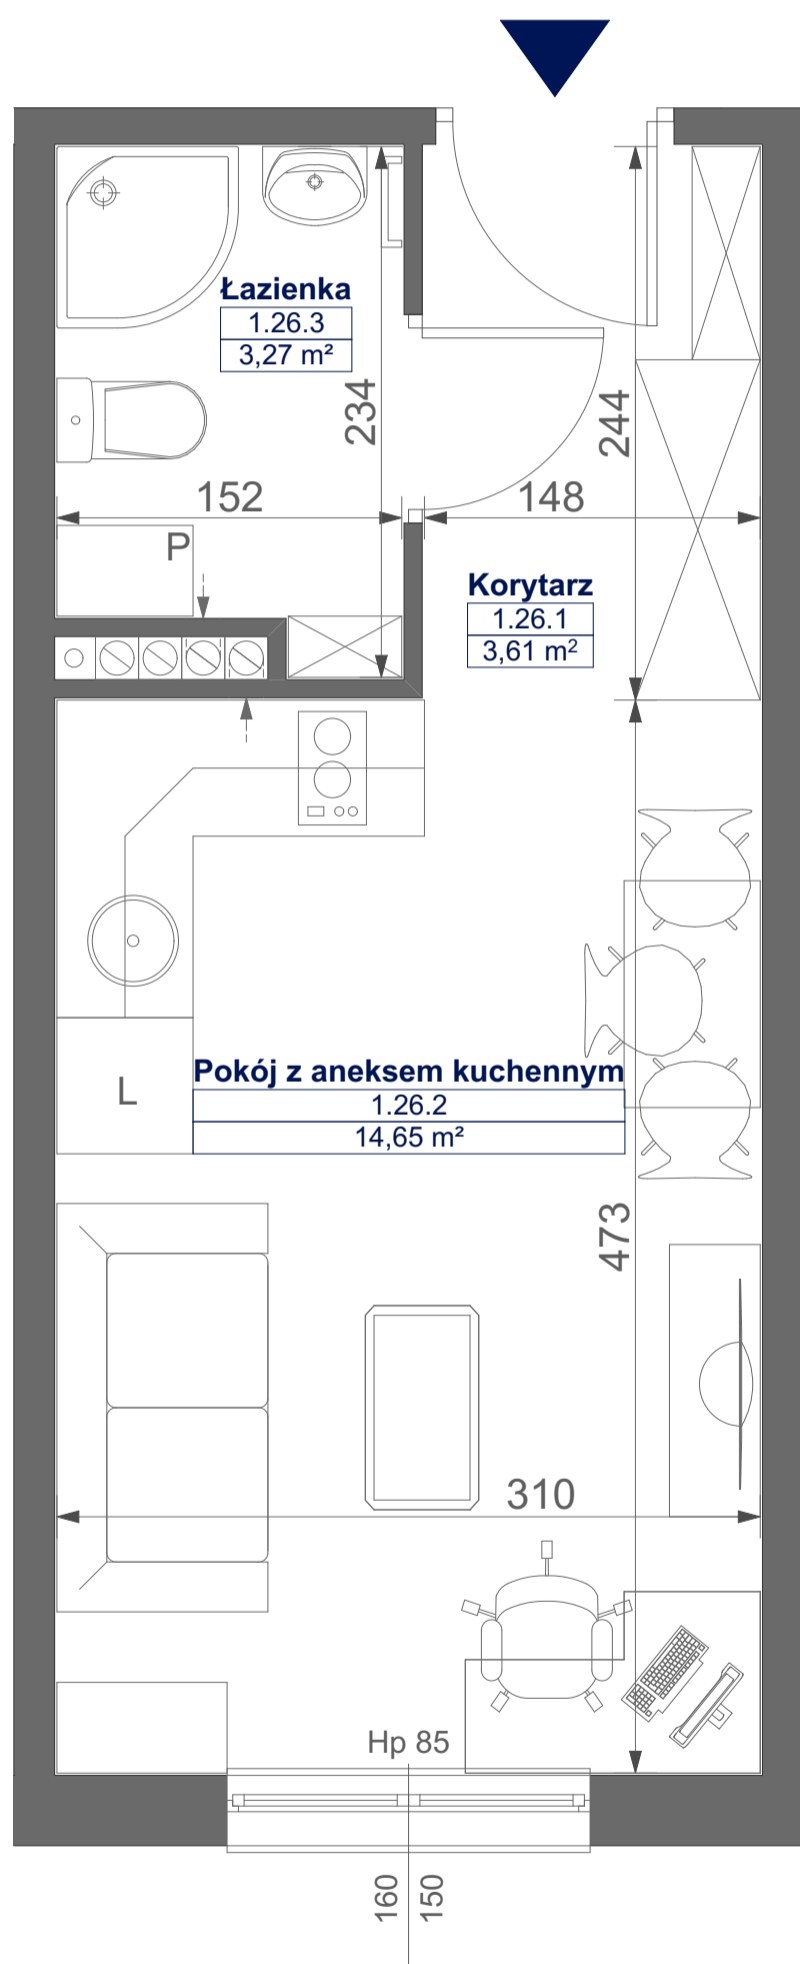 Łazienka
1.26.3
3,27 m²
234
244
152
148
P
Korytarz
1.26.1
3,61 m²
Pokój z aneksem kuchennym
1.26.2
14,65 m²
L
473
310
Hp 85
160
150